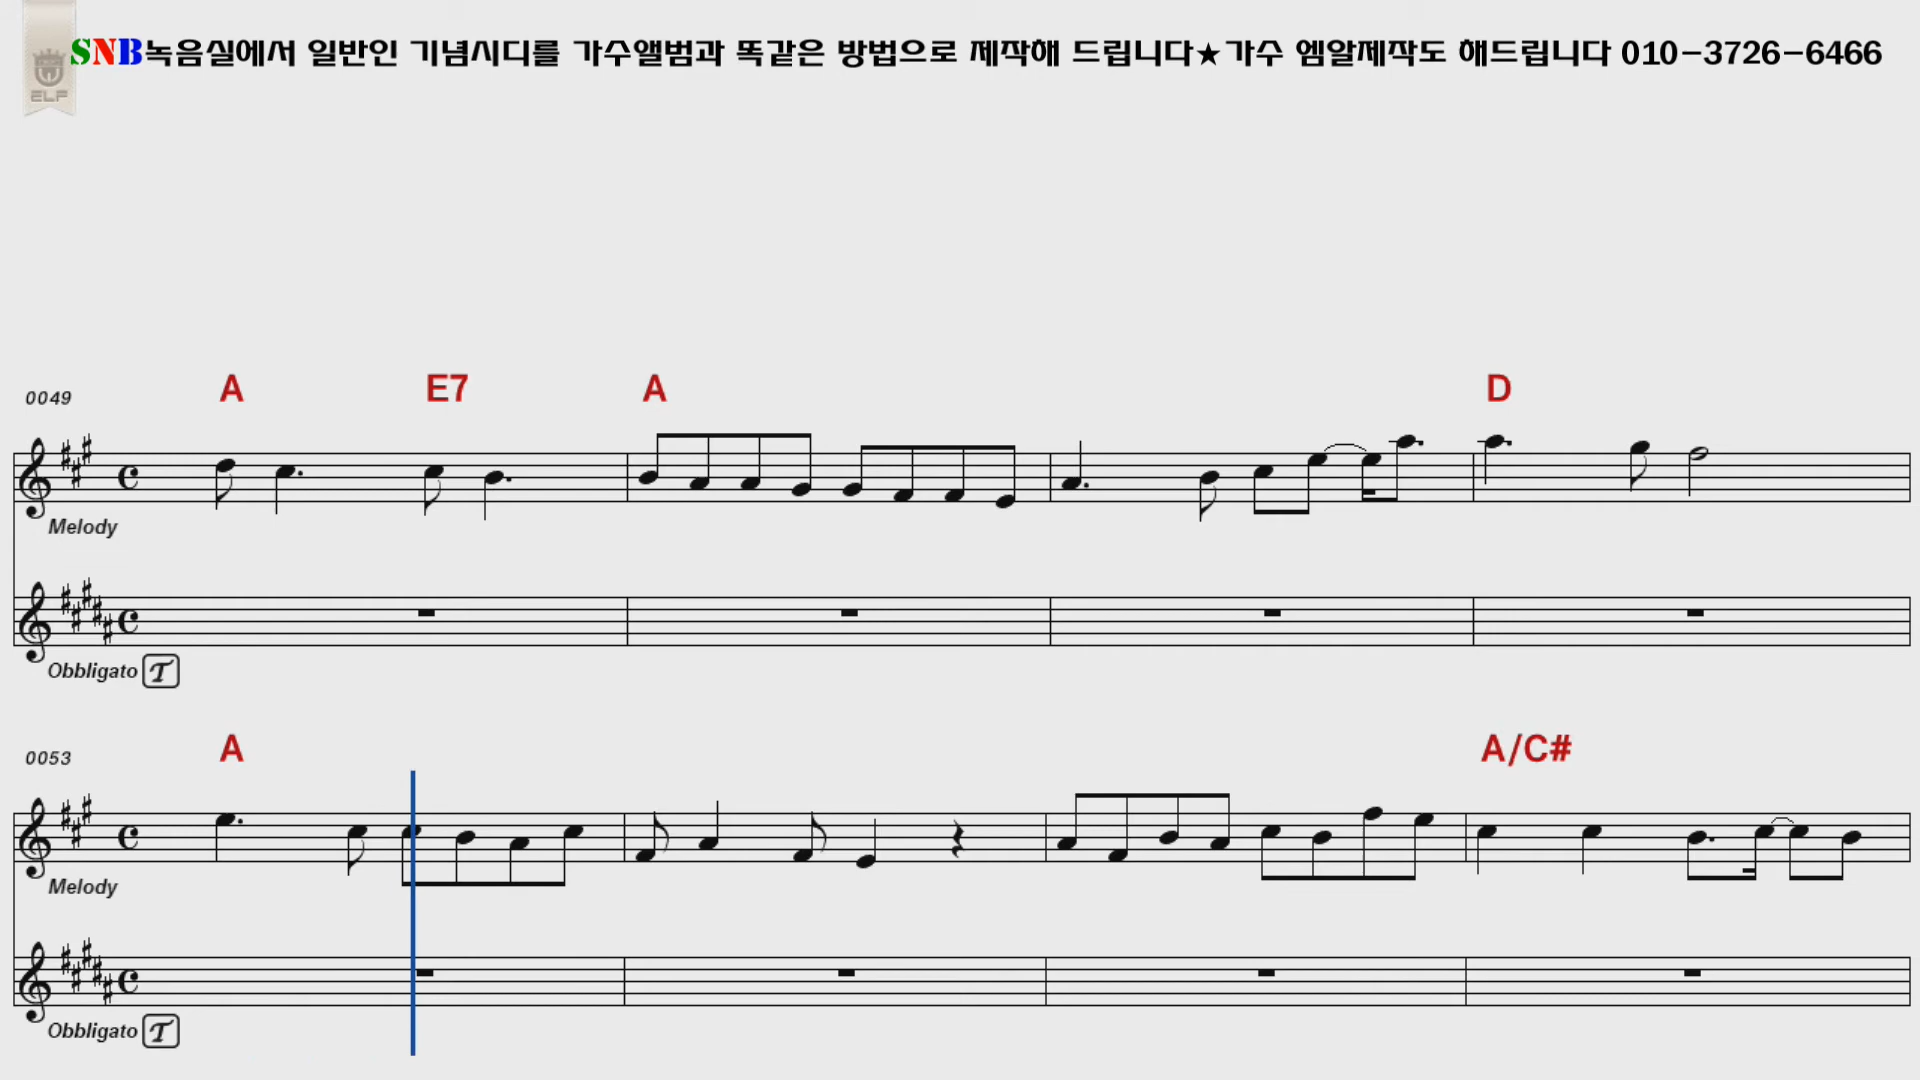 SNB녹음실에서 일반인 기념시디를 가수앨범과 똑같은 방법으로 제작해 드립니다★가수 엠알제작도 해드립니다 010-3726-6466
ELF
A E7 A D
0049
Melody
Obbligato T
A A/C#
0053
Melody
Obbligato T